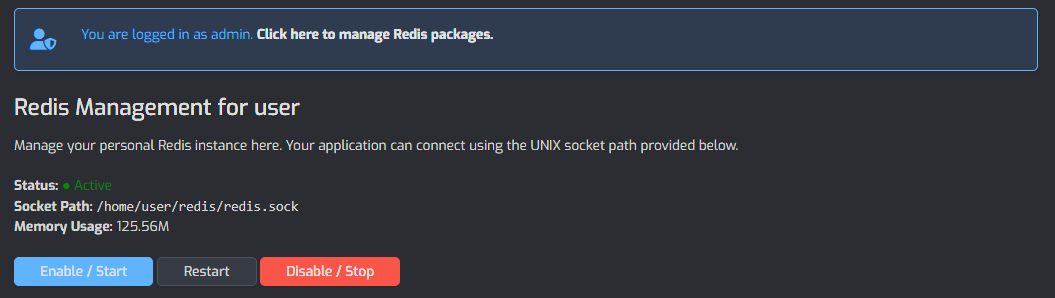 You are logged in as admin. Click here to manage Redis packages.
Redis Management for user
Manage your personal Redis instance here. Your application can connect using the UNIX socket path provided below.
Status: ● Active
Socket Path: /home/user/redis/redis.sock
Memory Usage: 125.56M
Enable / Start Restart Disable / Stop